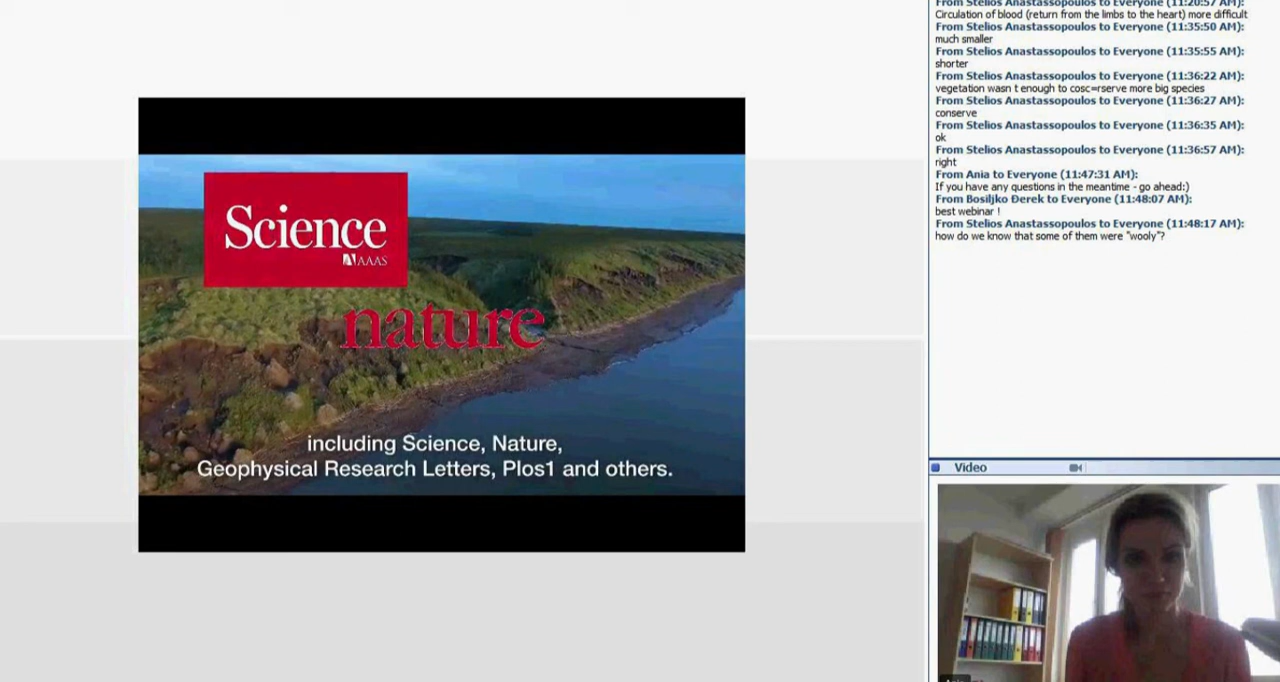 From Stelios Anastassopoulos to Everyone (11:20:57 AM):
Circulation of blood (return from the limbs to the heart) more difficult
From Stelios Anastassopoulos to Everyone (11:35:50 AM):
much smaller
From Stelios Anastassopoulos to Everyone (11:35:55 AM):
shorter
From Stelios Anastassopoulos to Everyone (11:36:22 AM):
vegetation wasn t enough to cosc=rserve more big species
From Stelios Anastassopoulos to Everyone (11:36:27 AM):
conserve
From Stelios Anastassopoulos to Everyone (11:36:35 AM):
ok
From Stelios Anastassopoulos to Everyone (11:36:57 AM):
right
From Ania to Everyone (11:47:31 AM):
If you have any questions in the meantime - go ahead:)
From Bosiljko Đerek to Everyone (11:48:07 AM):
best webinar !
From Stelios Anastassopoulos to Everyone (11:48:17 AM):
how do we know that some of them were "wooly"?
Science
AAAS
nature
including Science, Nature,
Geophysical Research Letters, Plos1 and others.
Video